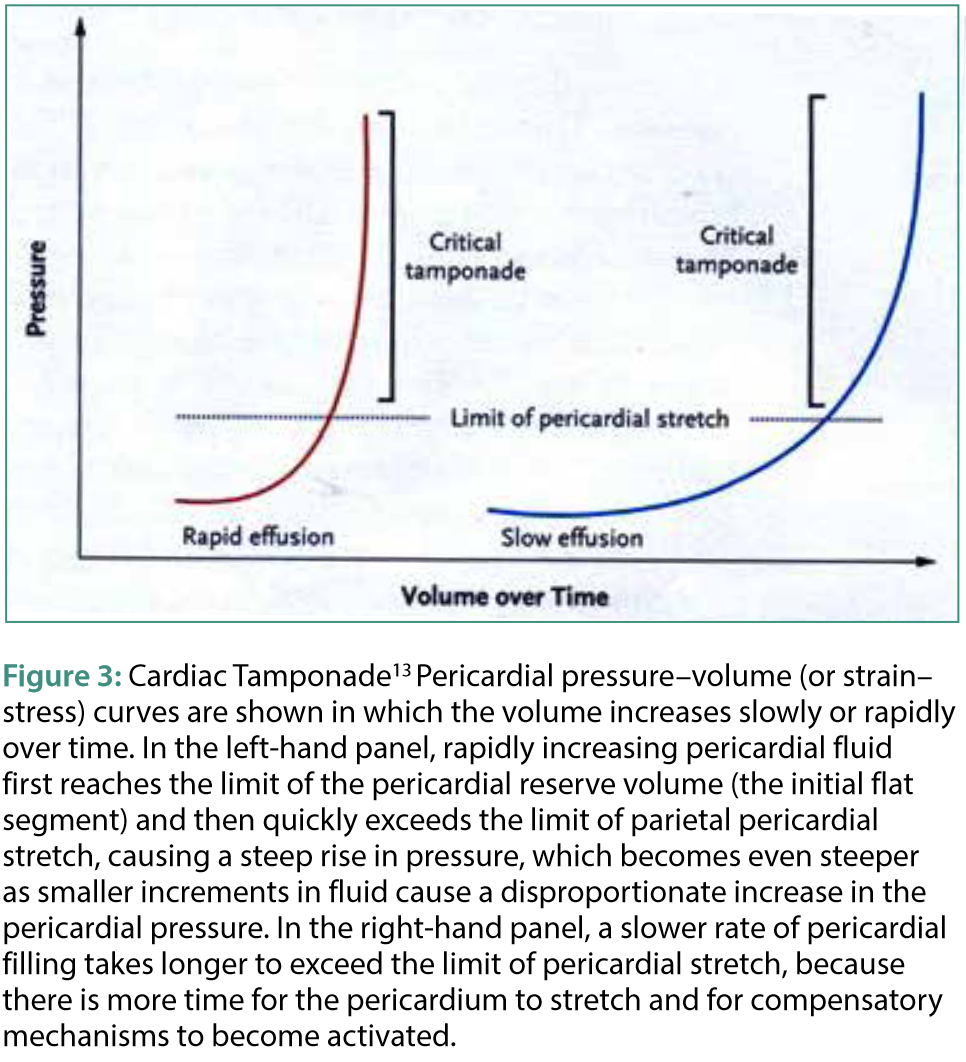 Pressure
Critical
tamponade
Critical
tamponade
Limit of pericardial stretch
Rapid effusion
Slow effusion
Volume over Time
Figure 3: Cardiac Tamponade¹³ Pericardial pressure–volume (or strain–
stress) curves are shown in which the volume increases slowly or rapidly
over time. In the left-hand panel, rapidly increasing pericardial fluid
first reaches the limit of the pericardial reserve volume (the initial flat
segment) and then quickly exceeds the limit of parietal pericardial
stretch, causing a steep rise in pressure, which becomes even steeper
as smaller increments in fluid cause a disproportionate increase in the
pericardial pressure. In the right-hand panel, a slower rate of pericardial
filling takes longer to exceed the limit of pericardial stretch, because
there is more time for the pericardium to stretch and for compensatory
mechanisms to become activated.